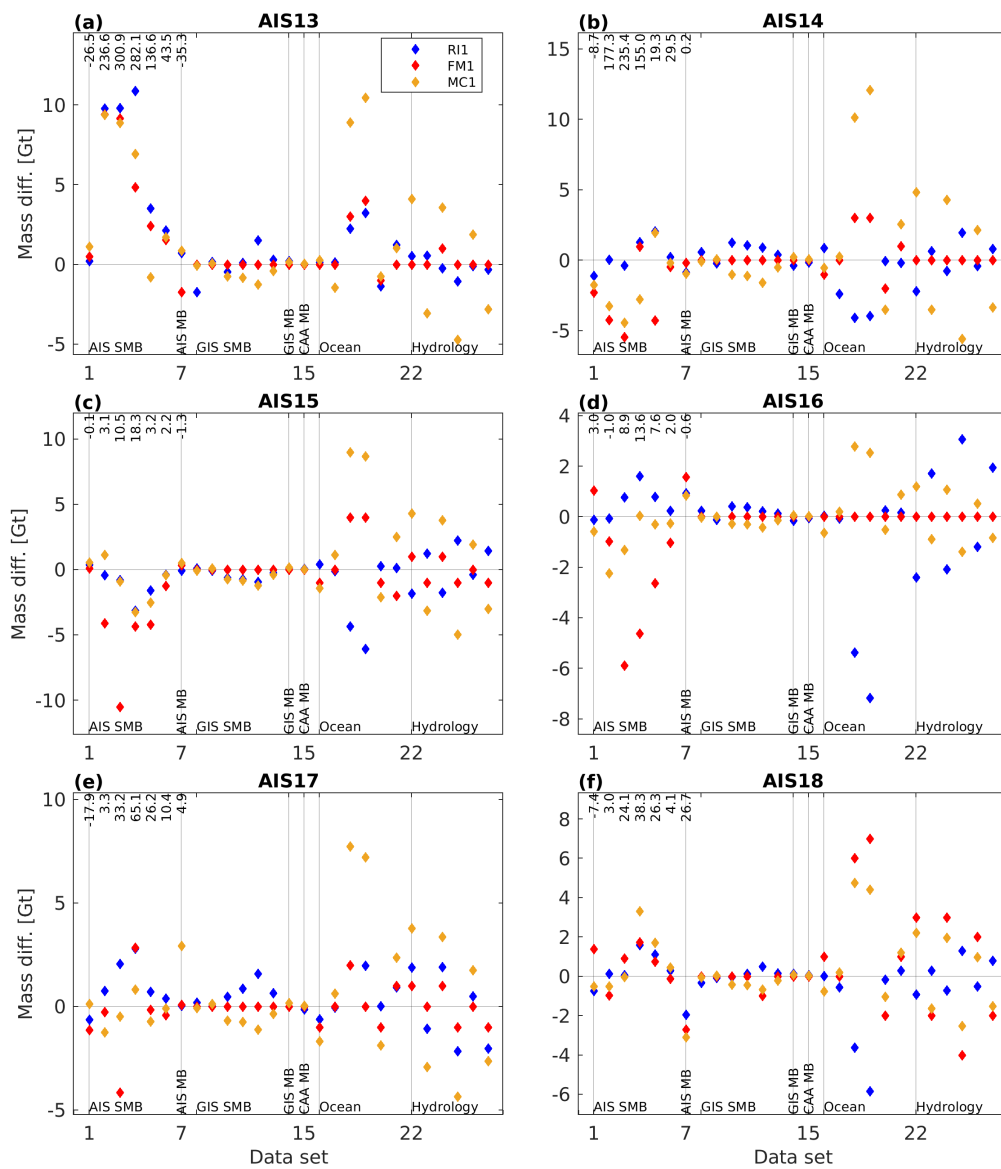 (a) AIS13
-26.5 236.6 300.9 282.1 136.6 43.5 -35.3
RI1
FM1
MC1
10
5
0
-5
Mass diff. [Gt]
AIS SMB AIS MB GIS SMB GIS MB CAA MB Ocean Hydrology
1 7 15 22
(b) AIS14
-8.7 177.3 235.4 155.0 19.3 29.5 0.2
15
10
5
0
-5
AIS SMB AIS MB GIS SMB GIS MB CAA MB Ocean Hydrology
1 7 15 22
(c) AIS15
-0.1 3.1 10.5 18.3 3.2 2.2 -1.3
10
5
0
-5
-10
Mass diff. [Gt]
AIS SMB AIS MB GIS SMB GIS MB CAA MB Ocean Hydrology
1 7 15 22
(d) AIS16
3.0 -1.0 8.9 13.6 7.6 2.0 -0.6
4
2
0
-2
-4
-6
-8
AIS SMB AIS MB GIS SMB GIS MB CAA MB Ocean Hydrology
1 7 15 22
(e) AIS17
-17.9 3.3 33.2 65.1 26.2 10.4 4.9
10
5
0
-5
Mass diff. [Gt]
AIS SMB AIS MB GIS SMB GIS MB CAA MB Ocean Hydrology
1 7 15 22
Data set
(f) AIS18
-7.4 3.0 24.1 38.3 26.3 4.1 26.7
8
6
4
2
0
-2
-4
-6
AIS SMB AIS MB GIS SMB GIS MB CAA MB Ocean Hydrology
1 7 15 22
Data set